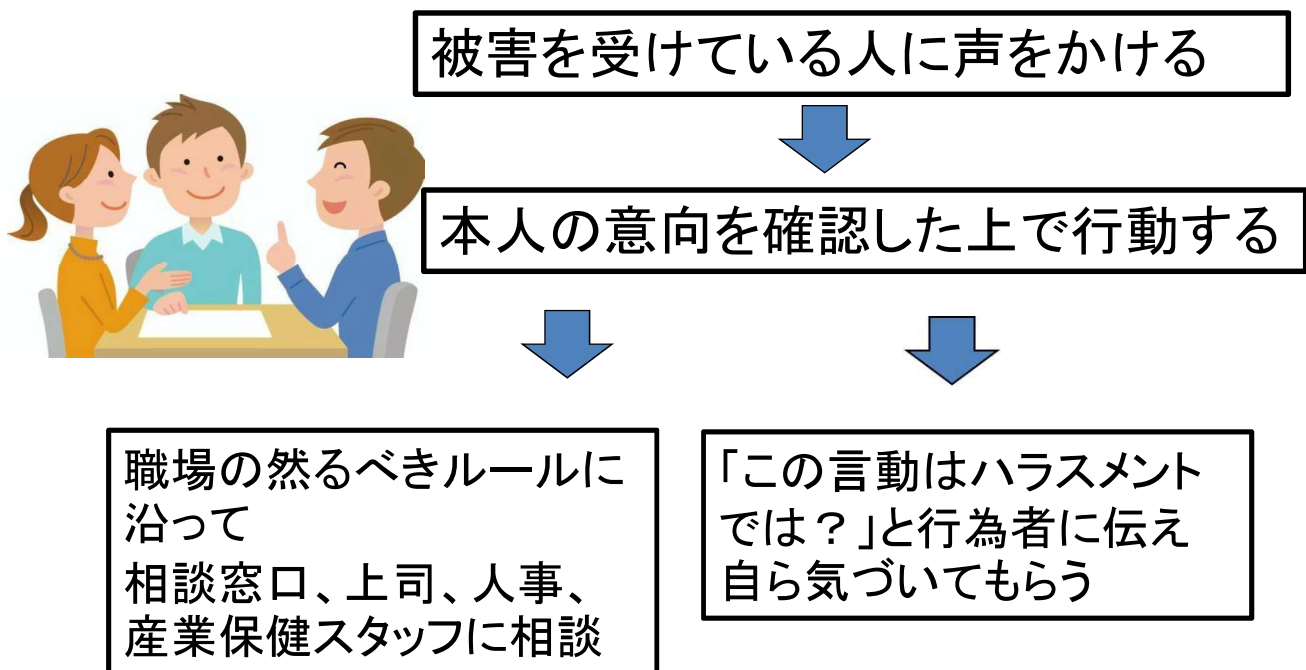 被害を受けている人に声をかける
本人の意向を確認した上で行動する
職場の然るべきルールに
沿って
相談窓口、上司、人事、
産業保健スタッフに相談
「この言動はハラスメント
では？」と行為者に伝え
自ら気づいてもらう